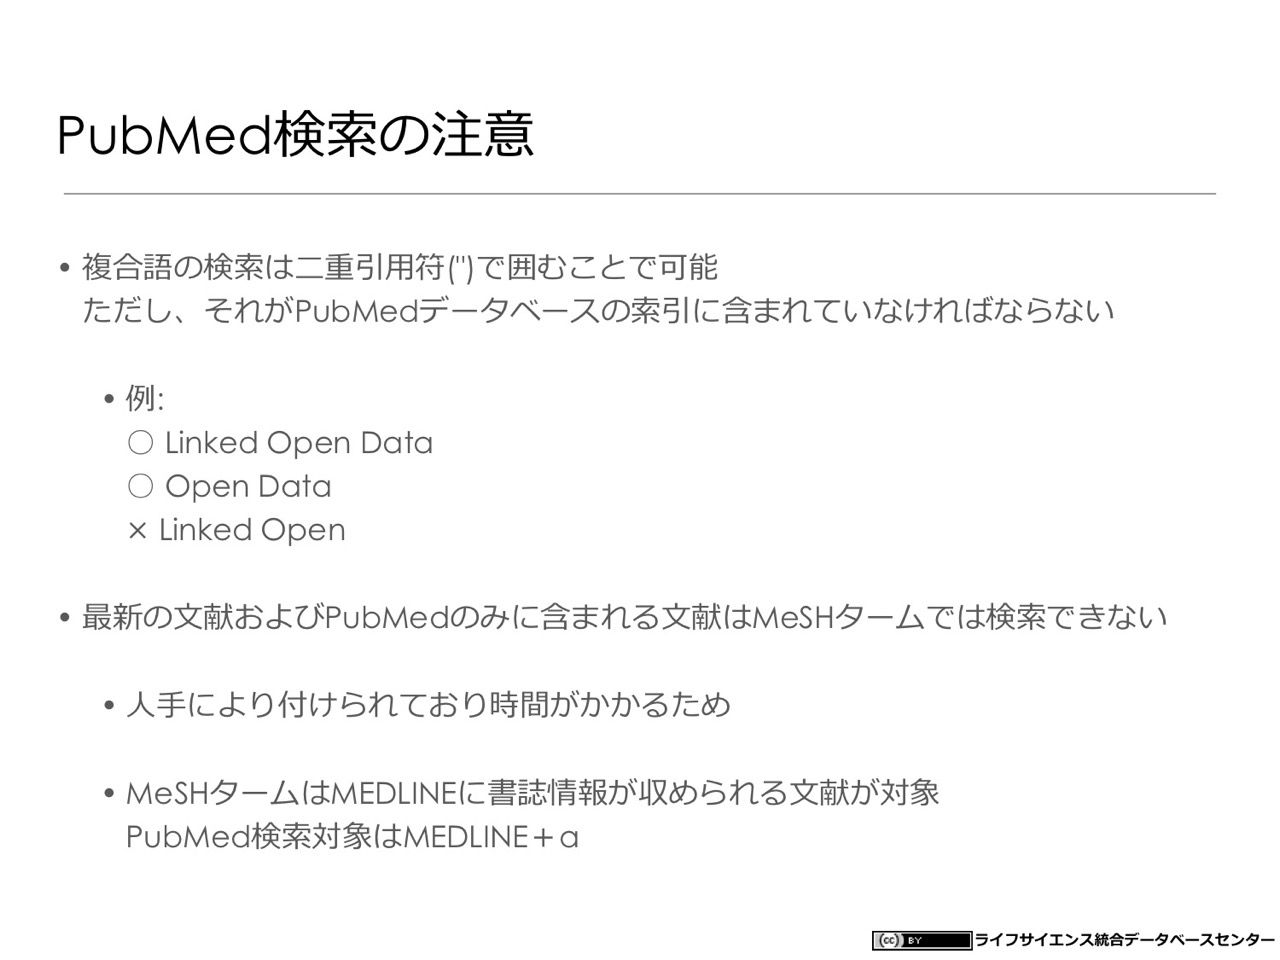 PubMed検索の注意
• 複合語の検索は二重引用符(")で囲むことで可能
ただし、それがPubMedデータベースの索引に含まれていなければならない
• 例:
○ Linked Open Data
○ Open Data
× Linked Open
• 最新の文献およびPubMedのみに含まれる文献はMeSHタームでは検索できない
• 人手により付けられており時間がかかるため
• MeSHタームはMEDLINEに書誌情報が収められる文献が対象
PubMed検索対象はMEDLINE＋α
cc BY ライフサイエンス統合データベースセンター